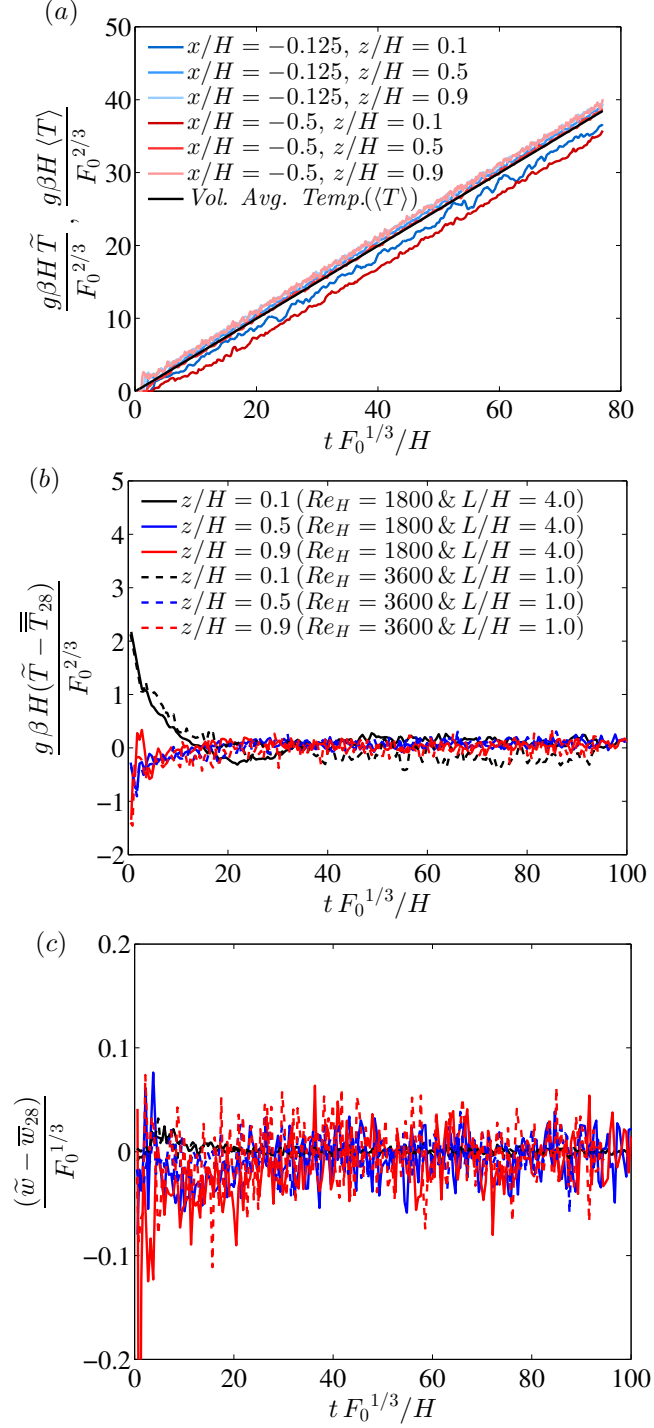 (a)
50
40
30
20
10
0
x/H = −0.125, z/H = 0.1
x/H = −0.125, z/H = 0.5
x/H = −0.125, z/H = 0.9
x/H = −0.5, z/H = 0.1
x/H = −0.5, z/H = 0.5
x/H = −0.5, z/H = 0.9
Vol. Avg. Temp.(⟨T⟩)
gβH T̃ / F₀^{2/3} , gβH ⟨T⟩ / F₀^{2/3}
0 20 40 60 80
t F₀^{1/3}/H
(b)
5
4
3
2
1
0
−1
−2
z/H = 0.1 (Re_H = 1800 & L/H = 4.0)
z/H = 0.5 (Re_H = 1800 & L/H = 4.0)
z/H = 0.9 (Re_H = 1800 & L/H = 4.0)
z/H = 0.1 (Re_H = 3600 & L/H = 1.0)
z/H = 0.5 (Re_H = 3600 & L/H = 1.0)
z/H = 0.9 (Re_H = 3600 & L/H = 1.0)
g β H(T̃ − T̿₂₈) / F₀^{2/3}
0 20 40 60 80 100
t F₀^{1/3}/H
(c)
0.2
0.1
0
−0.1
−0.2
(w̃ − w̅₂₈) / F₀^{1/3}
0 20 40 60 80 100
t F₀^{1/3}/H